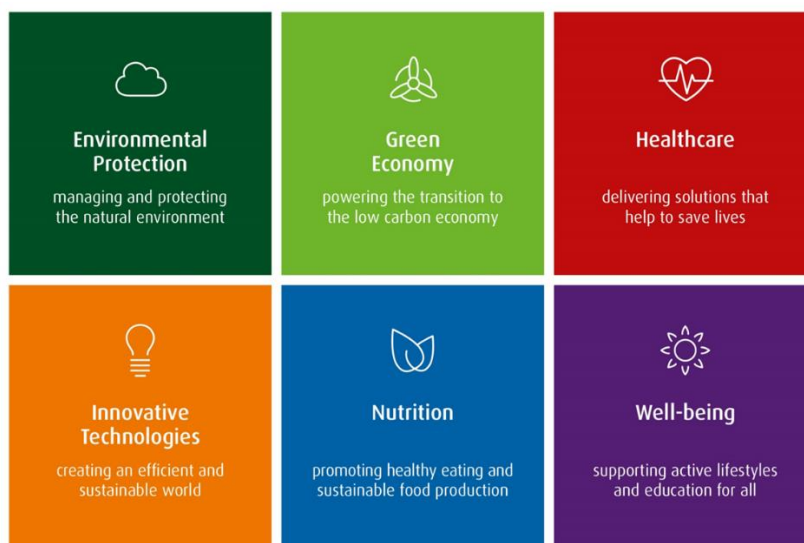 Environmental
Protection
managing and protecting
the natural environment
Green
Economy
powering the transition to
the low carbon economy
Healthcare
delivering solutions that
help to save lives
Innovative
Technologies
creating an efficient and
sustainable world
Nutrition
promoting healthy eating and
sustainable food production
Well-being
supporting active lifestyles
and education for all